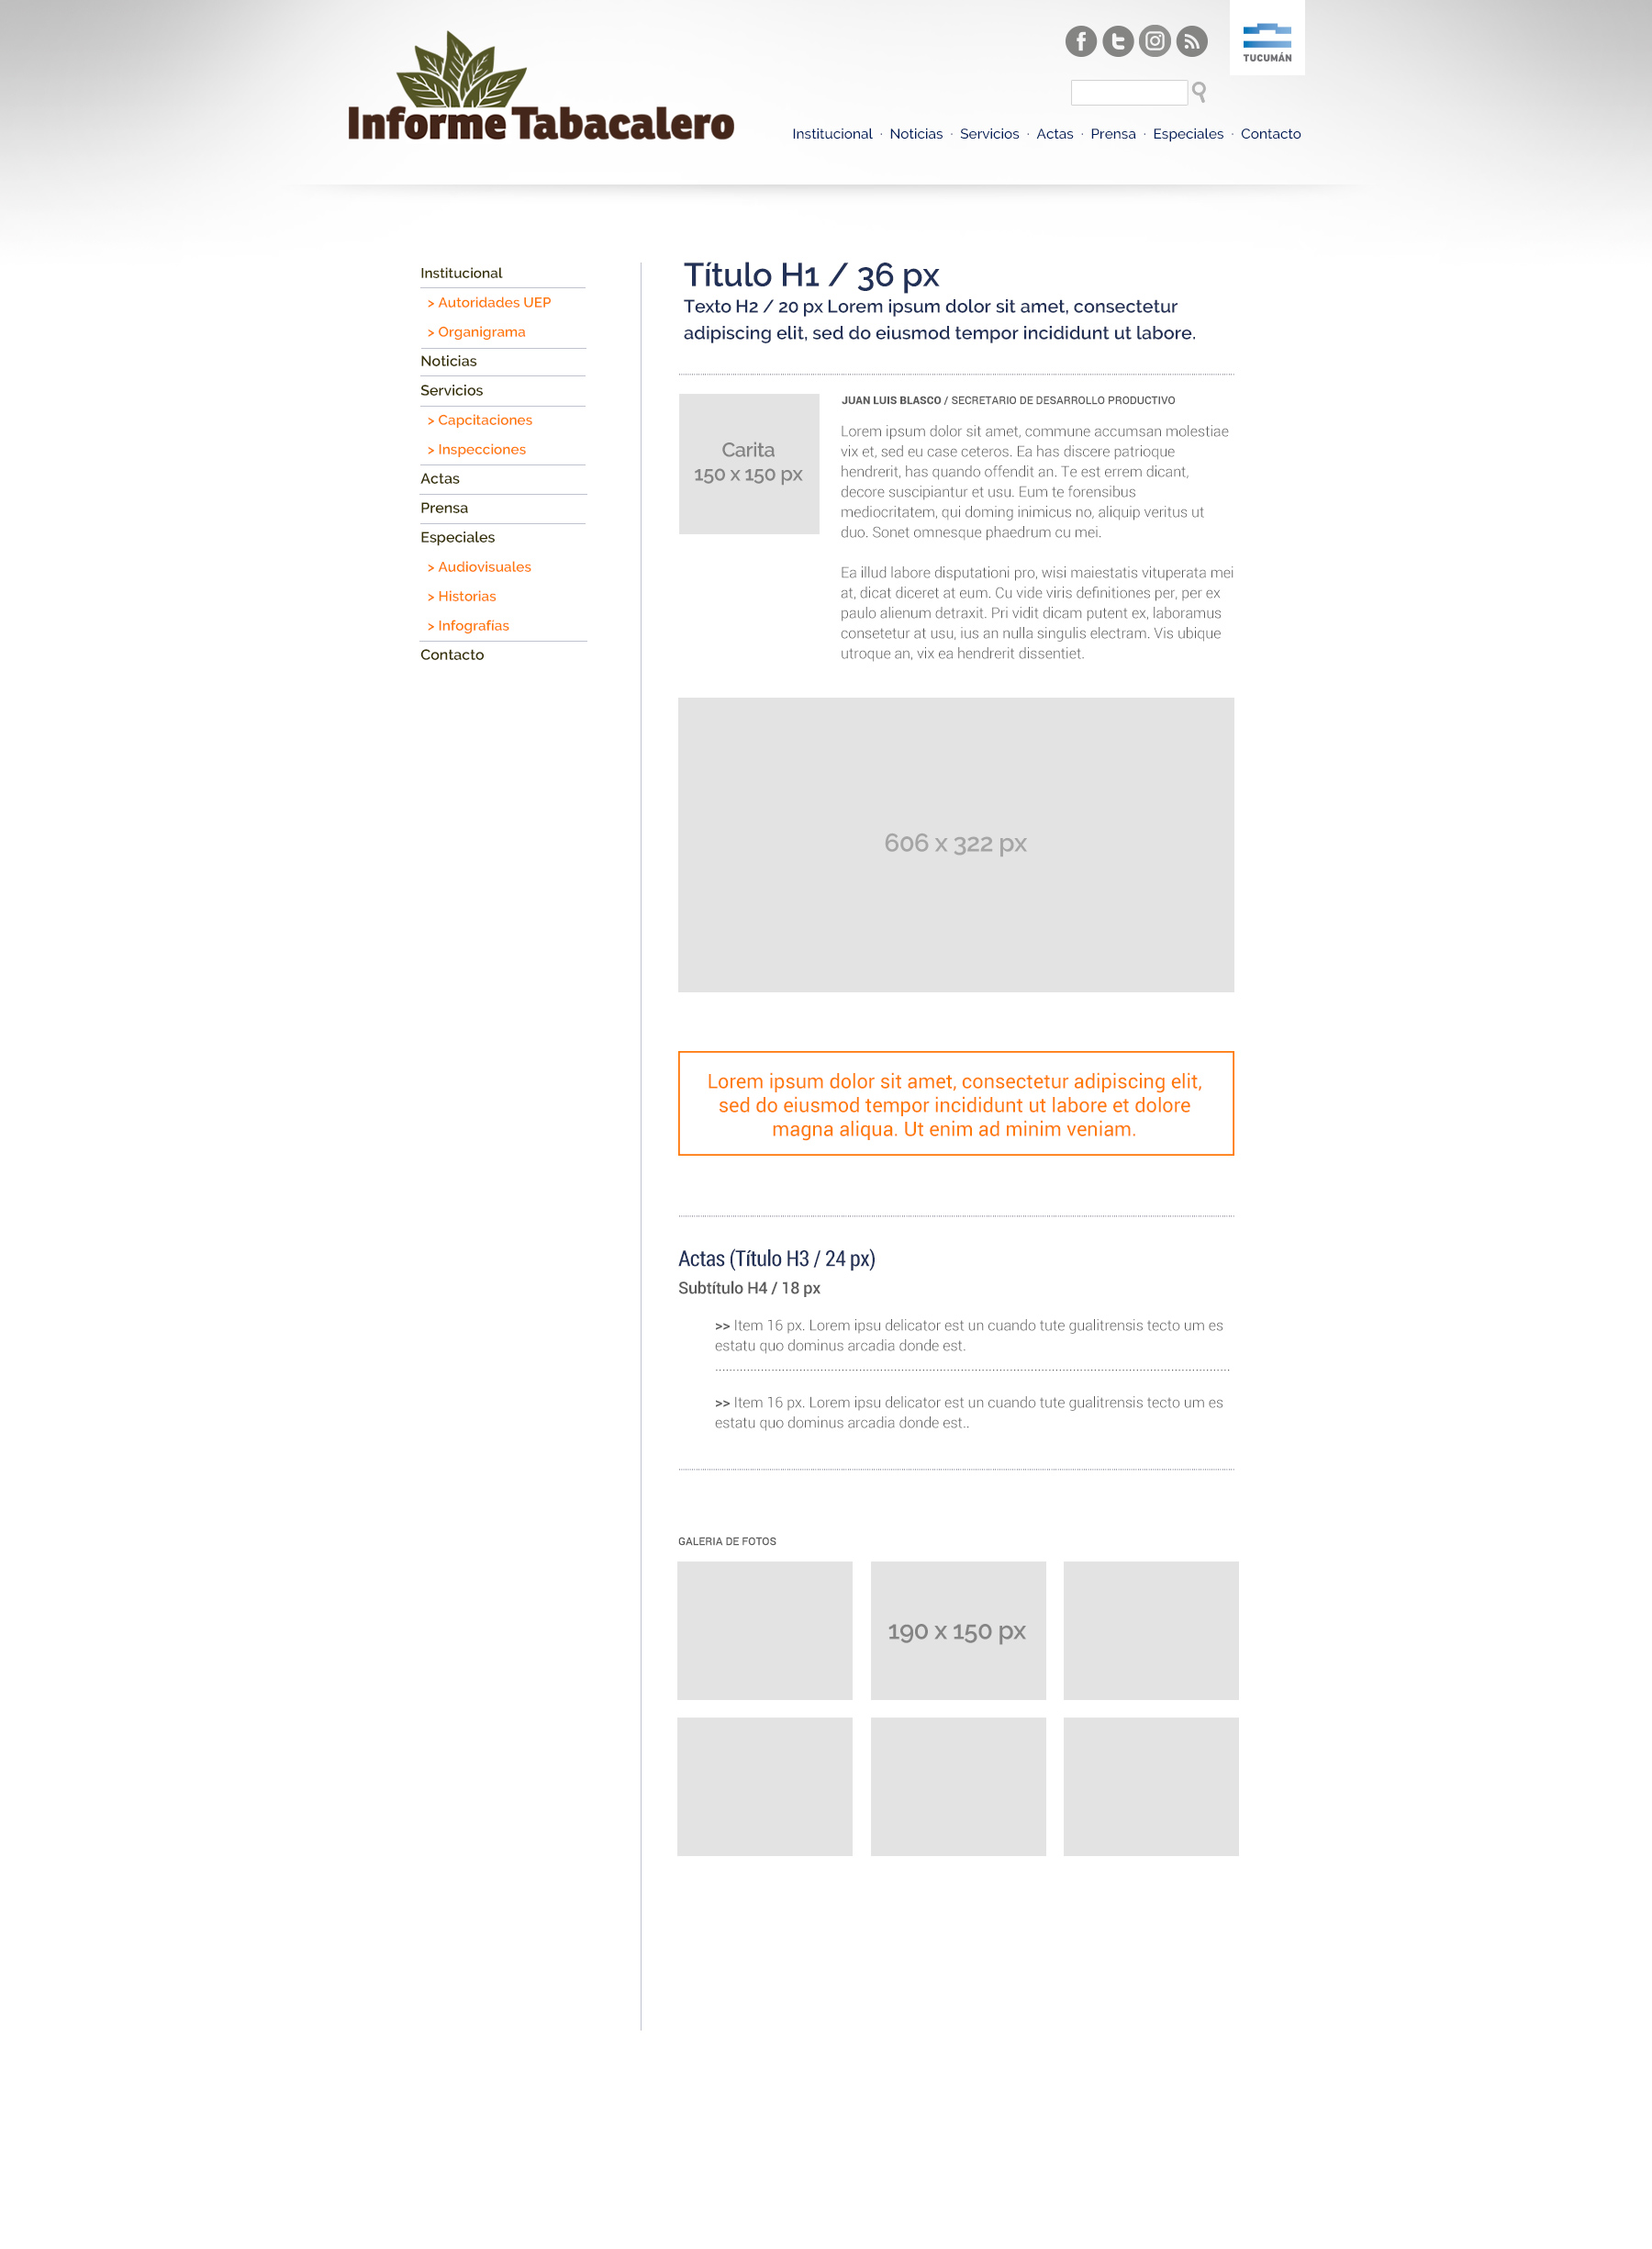 TUCUMÁN
Informe Tabacalero
Institucional · Noticias · Servicios · Actas · Prensa · Especiales · Contacto
Institucional
> Autoridades UEP
> Organigrama
Noticias
Servicios
> Capcitaciones
> Inspecciones
Actas
Prensa
Especiales
> Audiovisuales
> Historias
> Infografías
Contacto
Título H1 / 36 px
Texto H2 / 20 px Lorem ipsum dolor sit amet, consectetur
adipiscing elit, sed do eiusmod tempor incididunt ut labore.
Carita
150 x 150 px
JUAN LUIS BLASCO / SECRETARIO DE DESARROLLO PRODUCTIVO
Lorem ipsum dolor sit amet, commune accumsan molestiae
vix et, sed eu case ceteros. Ea has discere patrioque
hendrerit, has quando offendit an. Te est errem dicant,
decore suscipiantur et usu. Eum te forensibus
mediocritatem, qui doming inimicus no, aliquip veritus ut
duo. Sonet omnesque phaedrum cu mei.
Ea illud labore disputationi pro, wisi maiestatis vituperata mei
at, dicat diceret at eum. Cu vide viris definitiones per, per ex
paulo alienum detraxit. Pri vidit dicam putent ex, laboramus
consetetur at usu, ius an nulla singulis electram. Vis ubique
utroque an, vix ea hendrerit dissentiet.
606 x 322 px
Lorem ipsum dolor sit amet, consectetur adipiscing elit,
sed do eiusmod tempor incididunt ut labore et dolore
magna aliqua. Ut enim ad minim veniam.
Actas (Título H3 / 24 px)
Subtítulo H4 / 18 px
>> Item 16 px. Lorem ipsu delicator est un cuando tute gualitrensis tecto um es
estatu quo dominus arcadia donde est.
>> Item 16 px. Lorem ipsu delicator est un cuando tute gualitrensis tecto um es
estatu quo dominus arcadia donde est..
GALERIA DE FOTOS
190 x 150 px